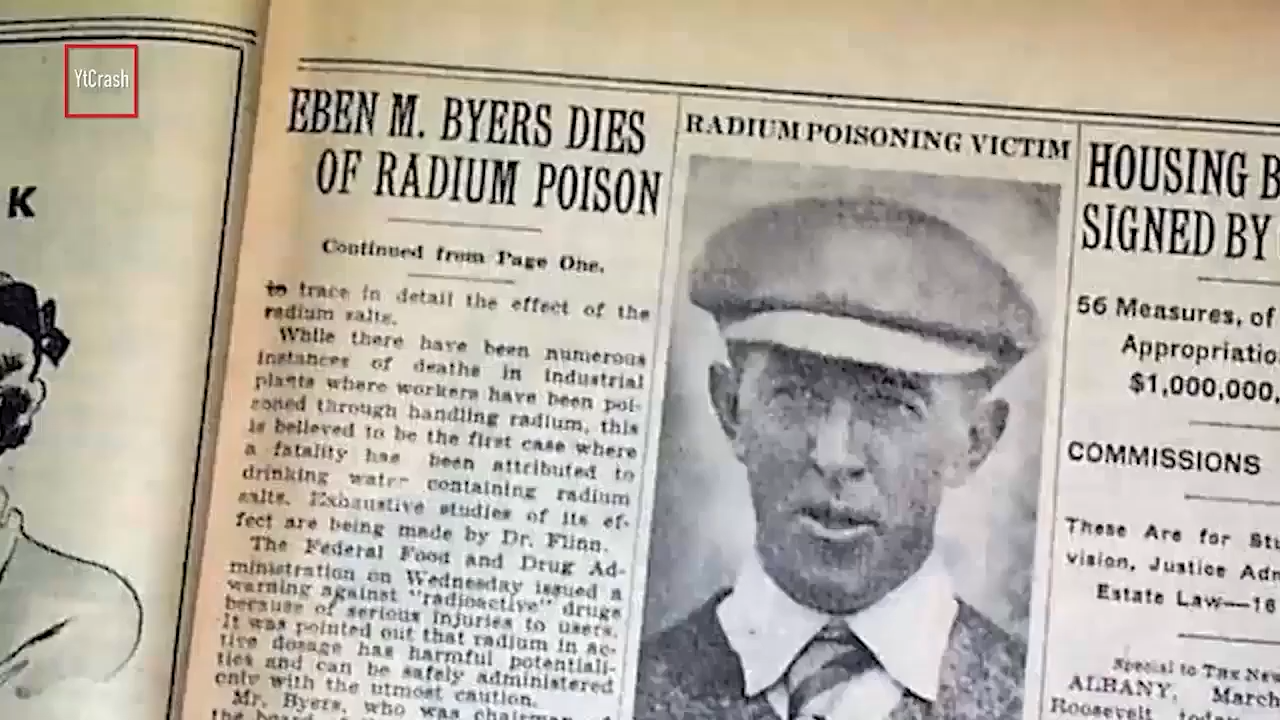 YtCrash
K
EBEN M. BYERS DIES
OF RADIUM POISON
Continued from Page One.
to trace in detail the effect of the
radium salts.
While there have been numerous
instances of deaths in industrial
plants where workers have been poi-
soned through handling radium, this
is believed to be the first case where
a fatality has been attributed to
drinking water containing radium
salts. Exhaustive studies of its ef-
fect are being made by Dr. Flinn.
The Federal Food and Drug Ad-
ministration on Wednesday issued a
warning against "radioactive" drugs
because of serious injuries to users.
It was pointed out that radium in ac-
tive dosage has harmful potentiali-
ties and can be safely administered
only with the utmost caution.
Mr. Byers, who was chairman of
the board of
RADIUM POISONING VICTIM
HOUSING B
SIGNED BY
56 Measures, of
Appropriatio
$1,000,000,
COMMISSIONS
These Are for Stu
vision, Justice Adm
Estate Law—16
Special to THE NEW
ALBANY, March
Roosevelt today